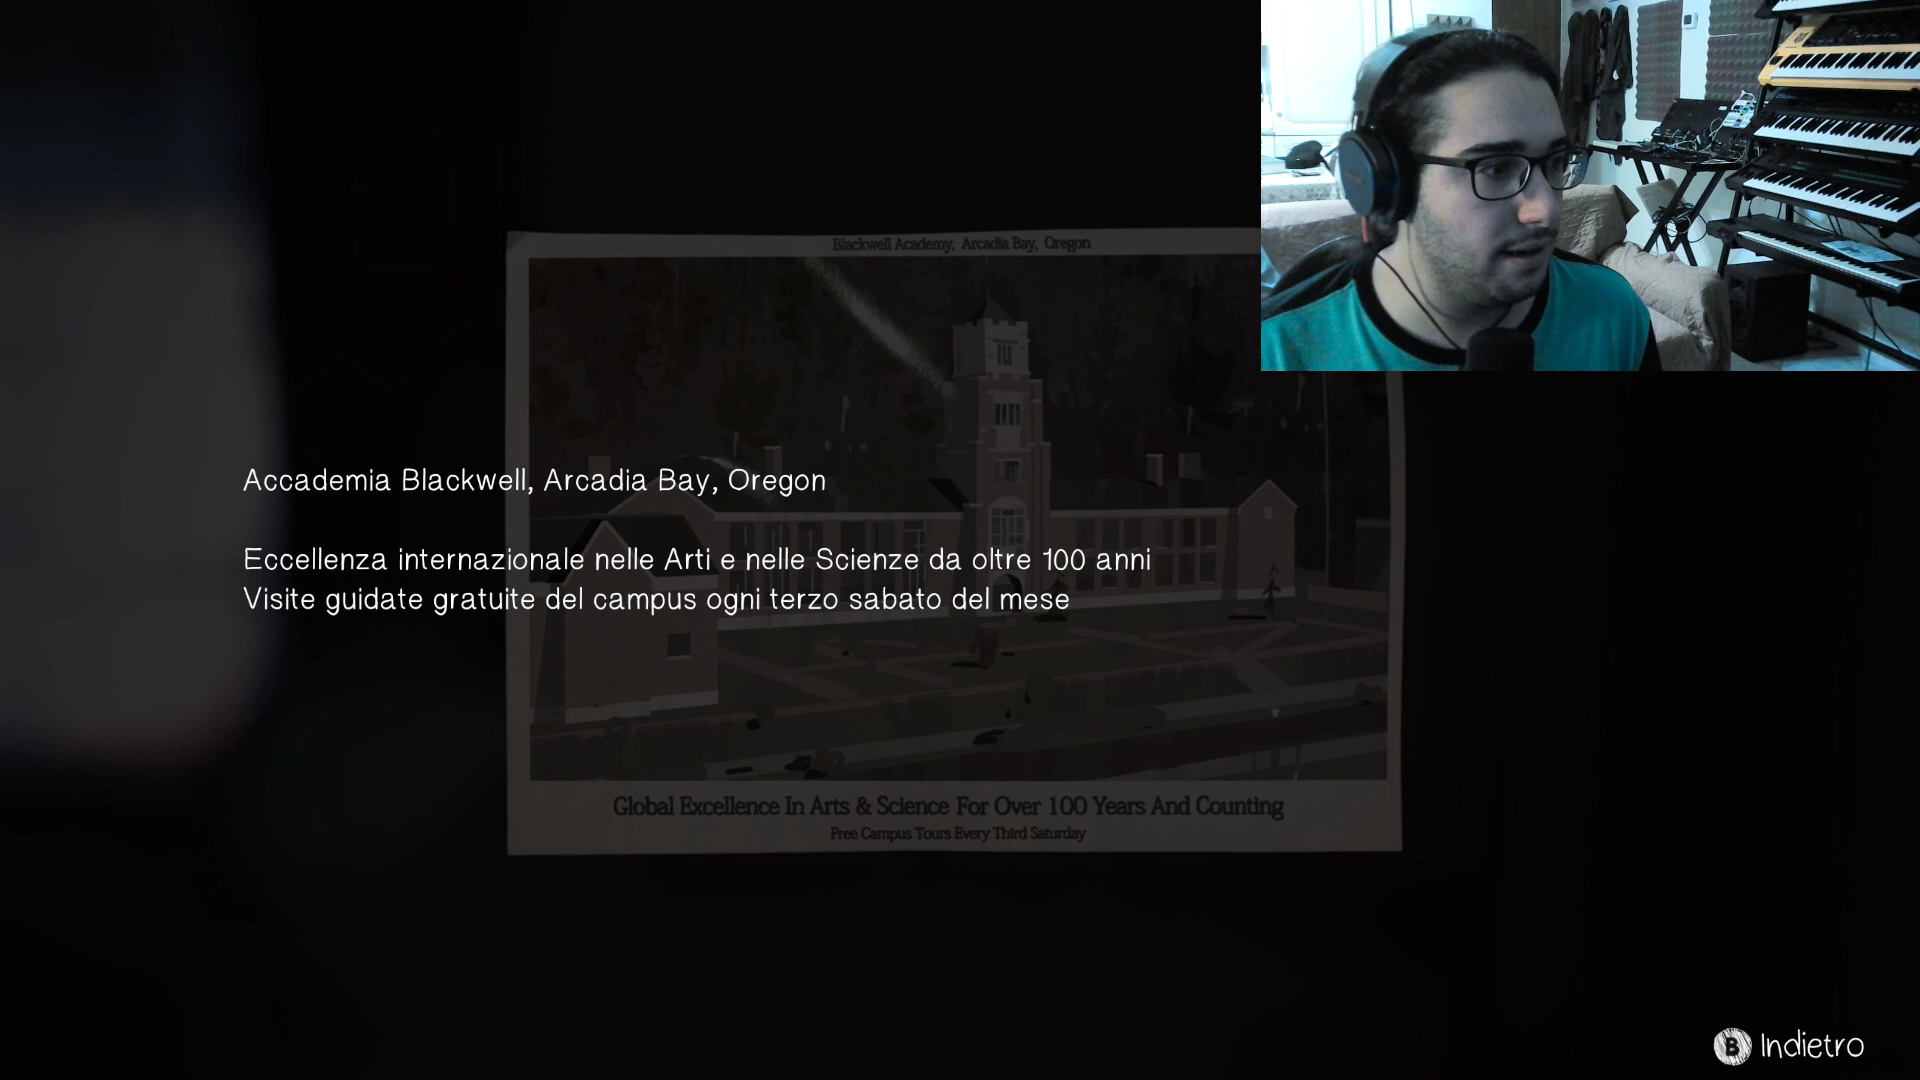 Blackwell Academy, Arcadia Bay, Oregon
Accademia Blackwell, Arcadia Bay, Oregon
Eccellenza internazionale nelle Arti e nelle Scienze da oltre 100 anni
Visite guidate gratuite del campus ogni terzo sabato del mese
Global Excellence In Arts & Science For Over 100 Years And Counting
Free Campus Tours Every Third Saturday
B Indietro